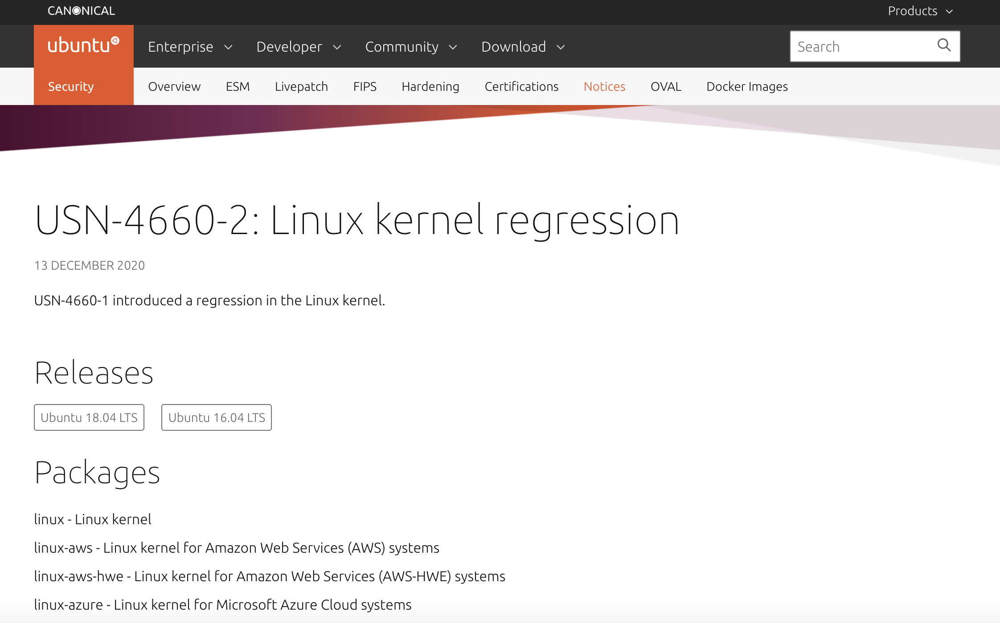 CANONICAL
Products
ubuntu
Enterprise
Developer
Community
Download
Search
Security
Overview
ESM
Livepatch
FIPS
Hardening
Certifications
Notices
OVAL
Docker Images
USN-4660-2: Linux kernel regression
13 DECEMBER 2020
USN-4660-1 introduced a regression in the Linux kernel.
Releases
Ubuntu 18.04 LTS
Ubuntu 16.04 LTS
Packages
linux - Linux kernel
linux-aws - Linux kernel for Amazon Web Services (AWS) systems
linux-aws-hwe - Linux kernel for Amazon Web Services (AWS-HWE) systems
linux-azure - Linux kernel for Microsoft Azure Cloud systems